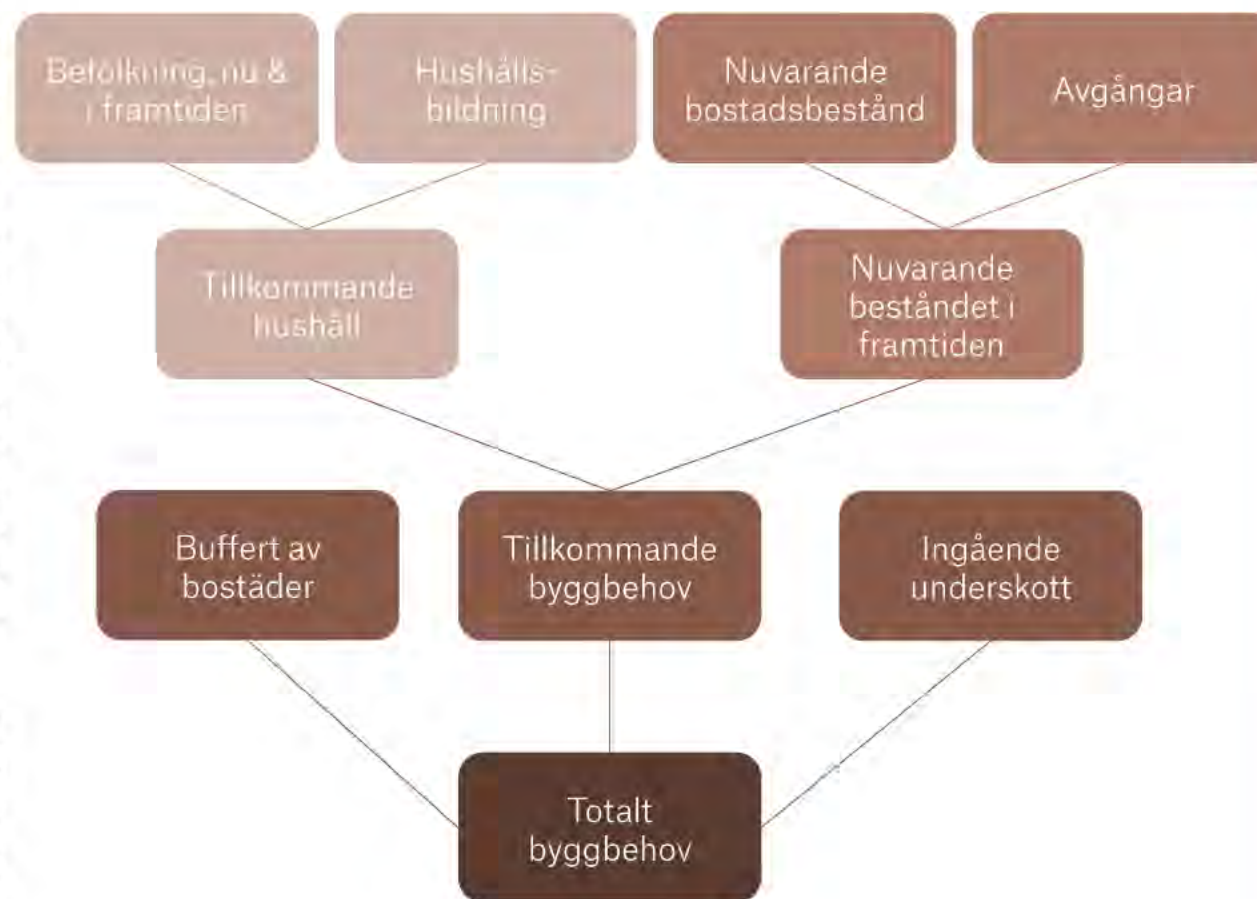 Befolkning, nu &
i framtiden
Hushålls-
bildning
Nuvarande
bostadsbestånd
Avgångar
Tillkommande
hushåll
Nuvarande
beståndet i
framtiden
Buffert av
bostäder
Tillkommande
byggbehov
Ingående
underskott
Totalt
byggbehov